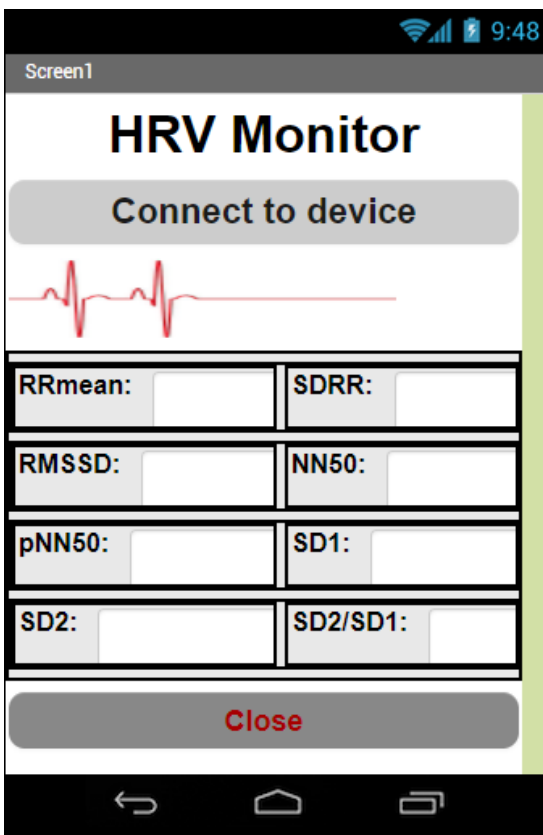 9:48
Screen1
HRV Monitor
Connect to device
RRmean: SDRR:
RMSSD: NN50:
pNN50: SD1:
SD2: SD2/SD1:
Close